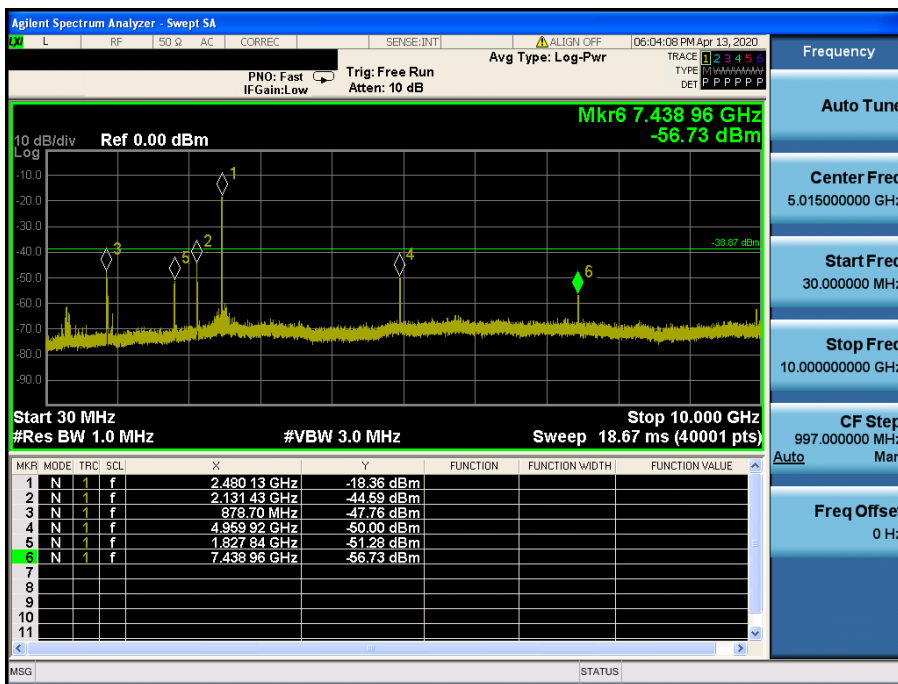 Agilent Spectrum Analyzer - Swept SA
LXI L RF 50 Ω AC CORREC SENSE:INT ALIGN OFF 06:04:08 PM Apr 13, 2020
PNO: Fast Trig: Free Run Avg Type: Log-Pwr TRACE 1 2 3 4 5 6
IFGain:Low Atten: 10 dB TYPE M WWWWW
DET P P P P P P
Mkr6 7.438 96 GHz
-56.73 dBm
10 dB/div Ref 0.00 dBm
Log
-10.0
-20.0
-30.0
-40.0
-50.0
-60.0
-70.0
-80.0
-90.0
1
2
3
4
5
6
-38.87 dBm
Start 30 MHz Stop 10.000 GHz
#Res BW 1.0 MHz #VBW 3.0 MHz Sweep 18.67 ms (40001 pts)
MKR MODE TRC SCL X Y FUNCTION FUNCTION WIDTH FUNCTION VALUE
1 N 1 f 2.480 13 GHz -18.36 dBm
2 N 1 f 2.131 43 GHz -44.59 dBm
3 N 1 f 878.70 MHz -47.76 dBm
4 N 1 f 4.959 92 GHz -50.00 dBm
5 N 1 f 1.827 84 GHz -51.28 dBm
6 N 1 f 7.438 96 GHz -56.73 dBm
7
8
9
10
11
MSG STATUS
Frequency
Auto Tune
Center Freq
5.015000000 GHz
Start Freq
30.000000 MHz
Stop Freq
10.000000000 GHz
CF Step
997.000000 MHz
Auto Man
Freq Offset
0 Hz